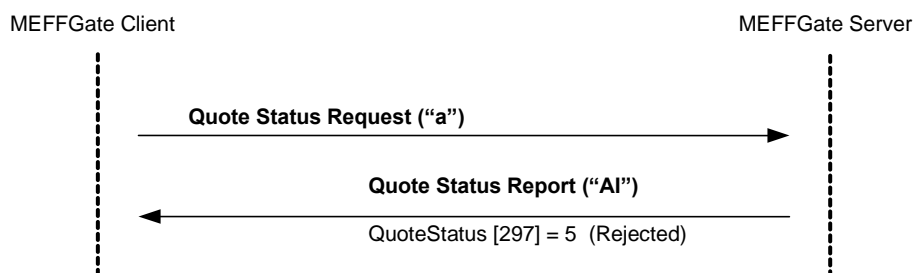 MEFFGate Client
MEFFGate Server
Quote Status Request (“a”)
Quote Status Report (“AI”)
QuoteStatus [297] = 5 (Rejected)